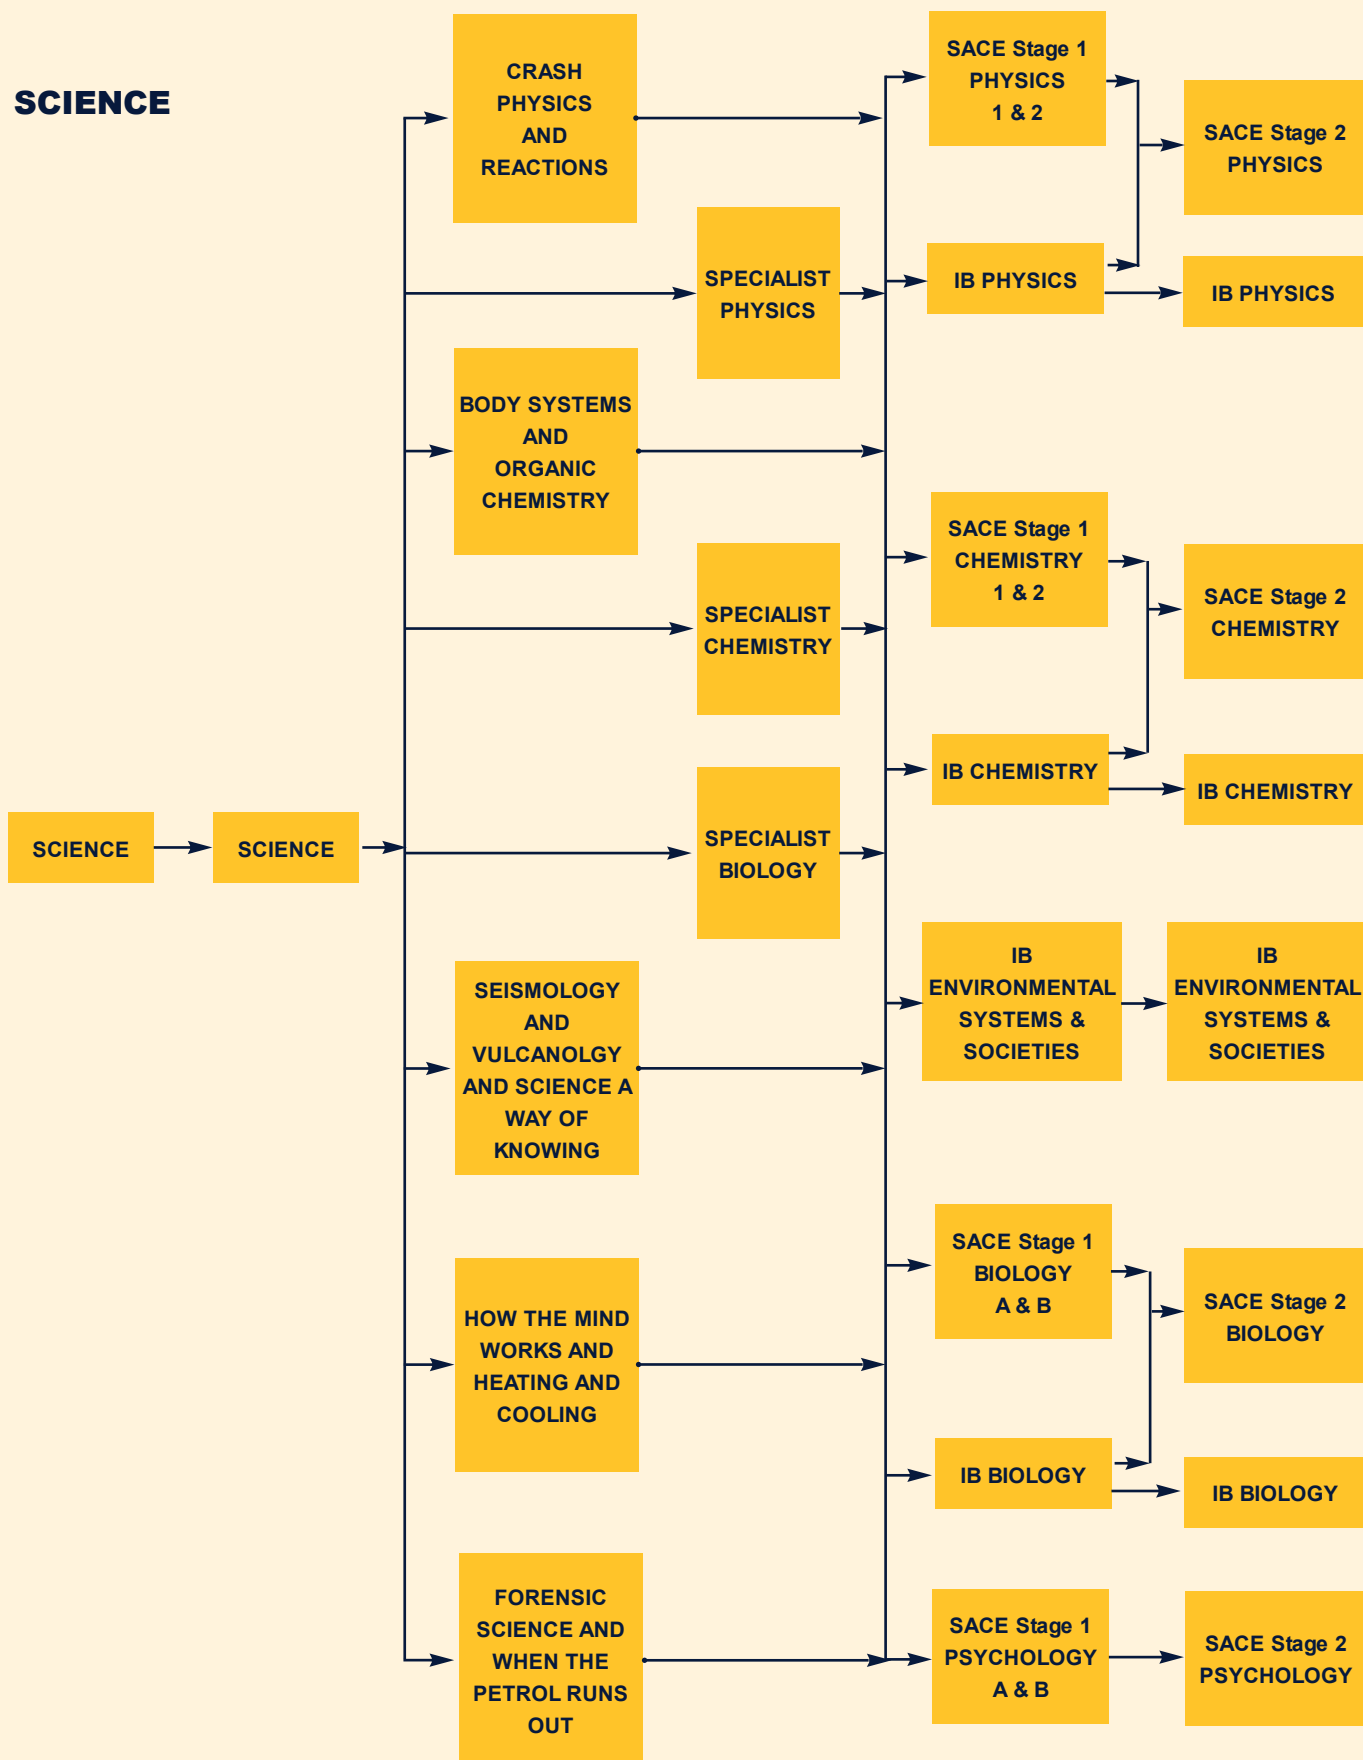 SCIENCE
SCIENCE
SCIENCE
CRASH
PHYSICS
AND
REACTIONS
BODY SYSTEMS
AND
ORGANIC
CHEMISTRY
SEISMOLOGY
AND
VULCANOLGY
AND SCIENCE A
WAY OF
KNOWING
HOW THE MIND
WORKS AND
HEATING AND
COOLING
FORENSIC
SCIENCE AND
WHEN THE
PETROL RUNS
OUT
SPECIALIST
PHYSICS
SPECIALIST
CHEMISTRY
SPECIALIST
BIOLOGY
SACE Stage 1
PHYSICS
1 & 2
IB PHYSICS
SACE Stage 1
CHEMISTRY
1 & 2
IB CHEMISTRY
IB
ENVIRONMENTAL
SYSTEMS &
SOCIETIES
SACE Stage 1
BIOLOGY
A & B
IB BIOLOGY
SACE Stage 1
PSYCHOLOGY
A & B
SACE Stage 2
PHYSICS
IB PHYSICS
SACE Stage 2
CHEMISTRY
IB CHEMISTRY
IB
ENVIRONMENTAL
SYSTEMS &
SOCIETIES
SACE Stage 2
BIOLOGY
IB BIOLOGY
SACE Stage 2
PSYCHOLOGY